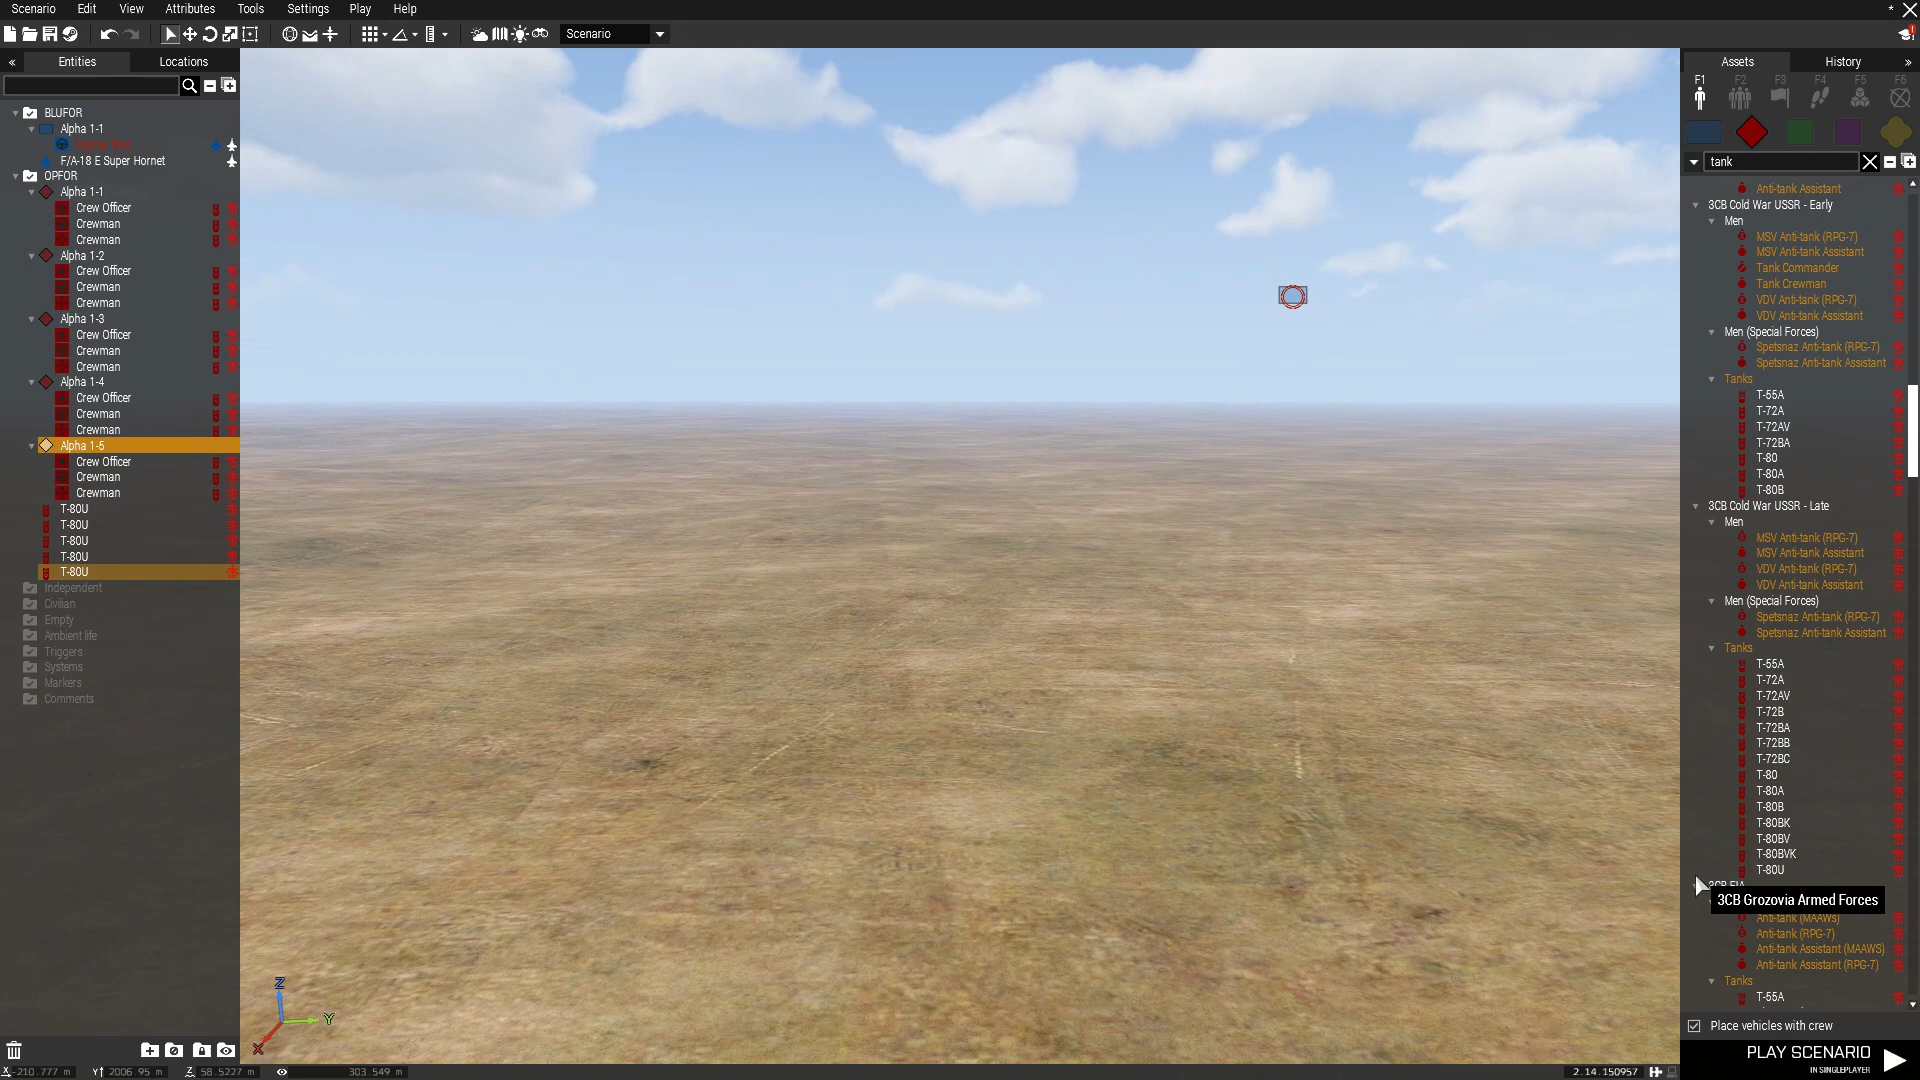 Scenario Edit View Attributes Tools Settings Play Help
Scenario
Entities Locations
BLUFOR
Alpha 1-1
F/A-18 E Super Hornet
OPFOR
Alpha 1-1
Crew Officer
Crewman
Crewman
Alpha 1-2
Crew Officer
Crewman
Crewman
Alpha 1-3
Crew Officer
Crewman
Crewman
Alpha 1-4
Crew Officer
Crewman
Crewman
Alpha 1-5
Crew Officer
Crewman
Crewman
T-80U
T-80U
T-80U
T-80U
T-80U
Independent
Civilian
Empty
Ambient life
Triggers
Systems
Markers
Comments
Z
Y
X
X -210.777 m Y 2006.95 m Z 58.5227 m 303.549 m
2.14.150957
Assets History
F1 F2 F3 F4 F5 F6
tank
Anti-tank Assistant
3CB Cold War USSR - Early
Men
MSV Anti-tank (RPG-7)
MSV Anti-tank Assistant
Tank Commander
Tank Crewman
VDV Anti-tank (RPG-7)
VDV Anti-tank Assistant
Men (Special Forces)
Spetsnaz Anti-tank (RPG-7)
Spetsnaz Anti-tank Assistant
Tanks
T-55A
T-72A
T-72AV
T-72BA
T-80
T-80A
T-80B
3CB Cold War USSR - Late
Men
MSV Anti-tank (RPG-7)
MSV Anti-tank Assistant
VDV Anti-tank (RPG-7)
VDV Anti-tank Assistant
Men (Special Forces)
Spetsnaz Anti-tank (RPG-7)
Spetsnaz Anti-tank Assistant
Tanks
T-55A
T-72A
T-72AV
T-72B
T-72BA
T-72BB
T-72BC
T-80
T-80A
T-80B
T-80BK
T-80BV
T-80BVK
T-80U
3CB Grozovia Armed Forces
Anti-tank (MAAWS)
Anti-tank (RPG-7)
Anti-tank Assistant (MAAWS)
Anti-tank Assistant (RPG-7)
Tanks
T-55A
Place vehicles with crew
PLAY SCENARIO
IN SINGLEPLAYER